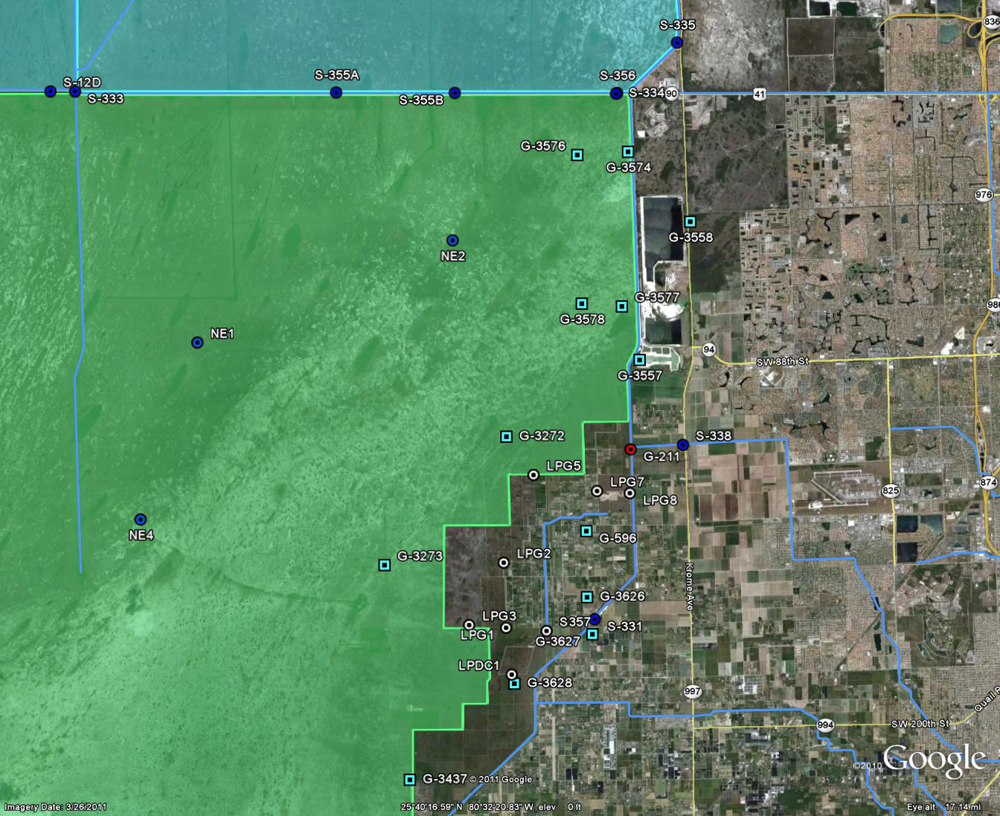 836
S-335
S-12D
S-333
S-355A
S-355B
S-356
S-334
90
41
G-3576
G-3574
976
G-3558
NE2
G-3577
G-3578
986
NE1
94
SW 88th St
G-3557
G-3272
S-338
G-211
LPG5
LPG7
LPG8
874
825
NE4
G-596
LPG2
G-3273
Krome Ave
G-3626
LPG3
S357
S-331
LPG1
G-3627
LPDC1
G-3628
997
Quail R
994
SW 200th St
©2010 Google
G-3437
© 2011 Google
Imagery Date: 3/26/2011
25°40'16.59" N 80°32'20.83" W elev 0 ft
Eye alt 17.14 mi